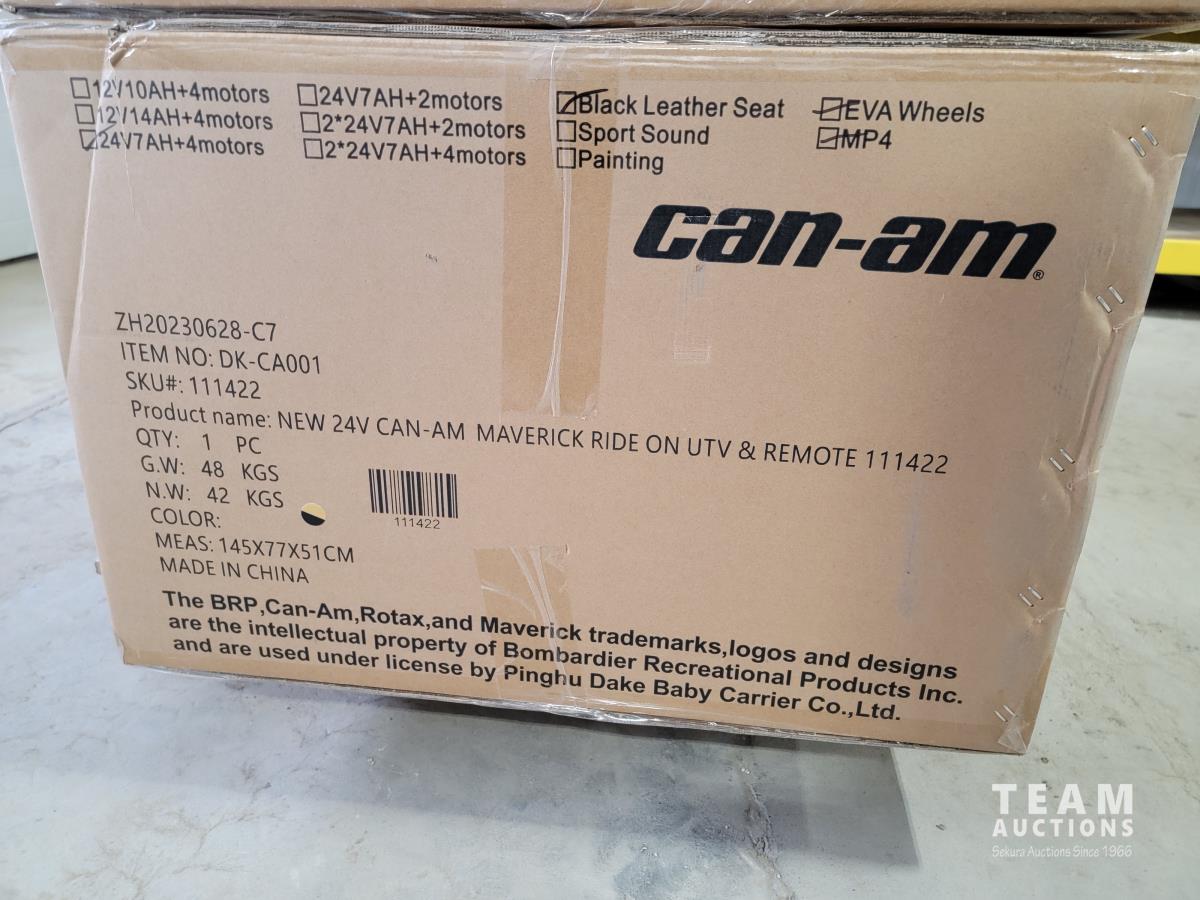 12V10AH+4motors
12V14AH+4motors
24V7AH+4motors
24V7AH+2motors
2*24V7AH+2motors
2*24V7AH+4motors
Black Leather Seat
Sport Sound
Painting
EVA Wheels
MP4
can-am®
ZH20230628-C7
ITEM NO: DK-CA001
SKU#: 111422
Product name: NEW 24V CAN-AM MAVERICK RIDE ON UTV & REMOTE 111422
QTY: 1 PC
G.W: 48 KGS
N.W: 42 KGS
COLOR:
MEAS: 145X77X51CM
MADE IN CHINA
111422
The BRP,Can-Am,Rotax,and Maverick trademarks,logos and designs
are the intellectual property of Bombardier Recreational Products Inc.
and are used under license by Pinghu Dake Baby Carrier Co.,Ltd.
TEAM
AUCTIONS
Sekura Auctions Since 1966